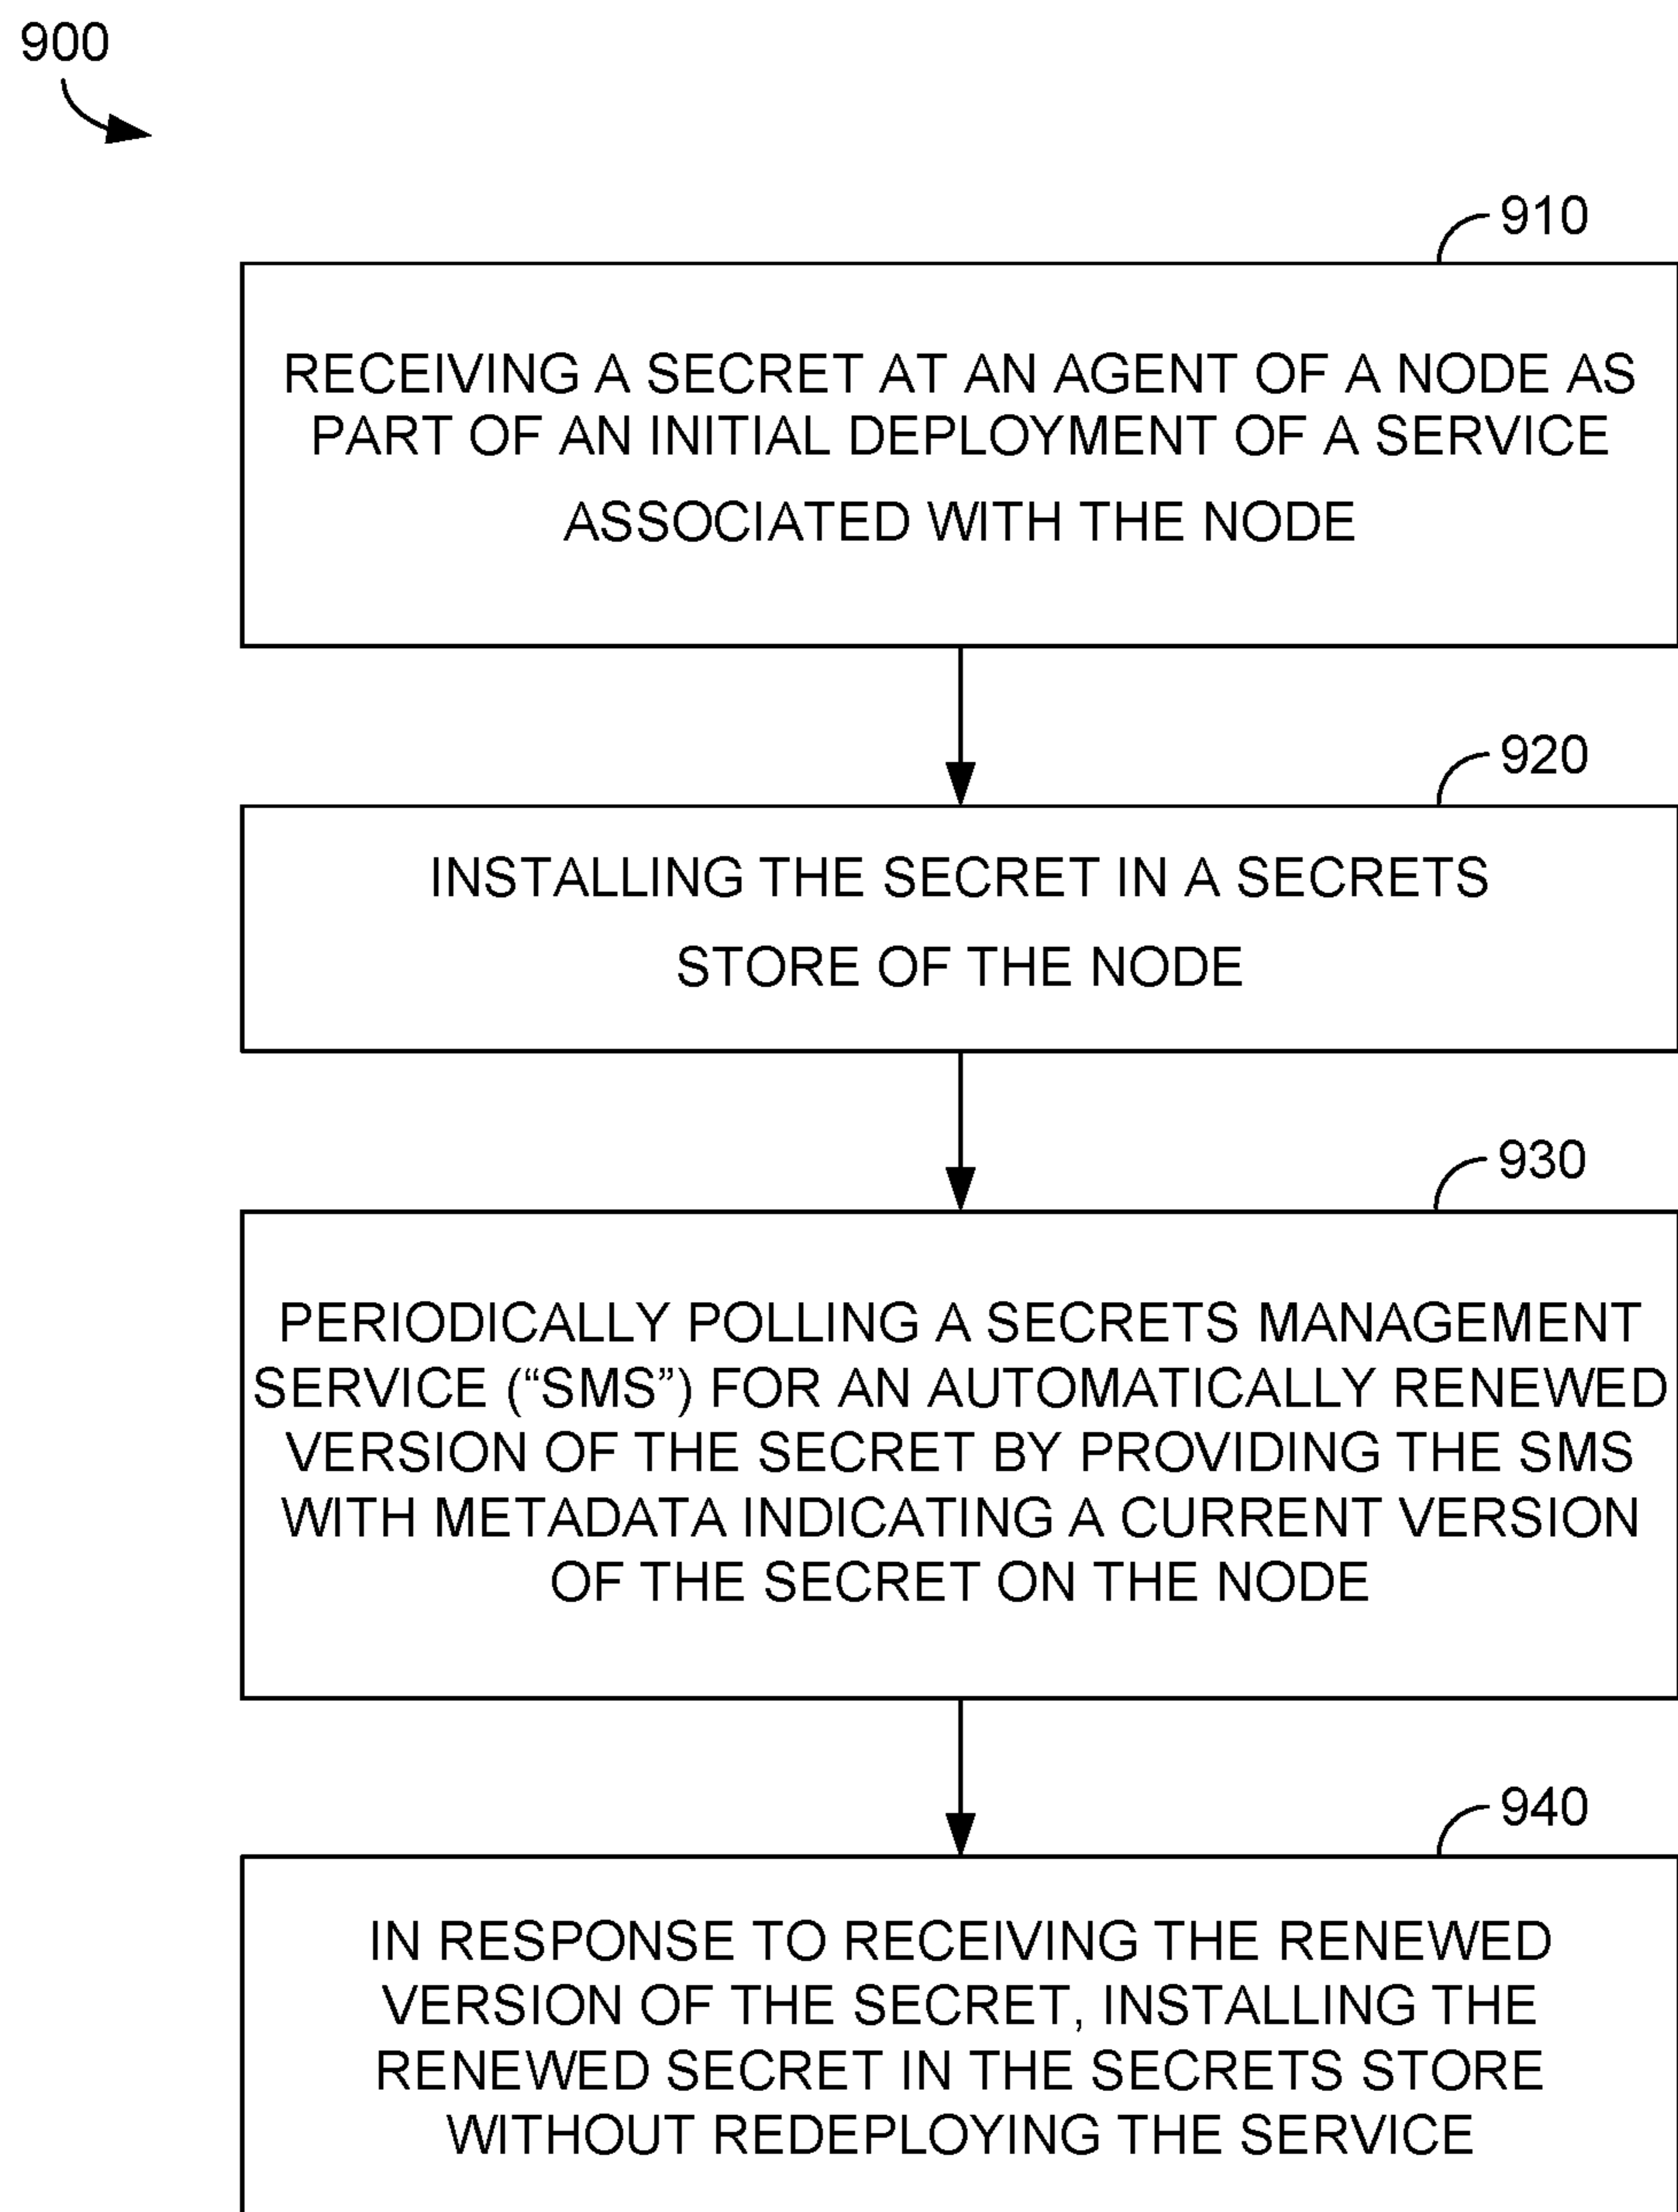 900
910
RECEIVING A SECRET AT AN AGENT OF A NODE AS
PART OF AN INITIAL DEPLOYMENT OF A SERVICE
ASSOCIATED WITH THE NODE
920
INSTALLING THE SECRET IN A SECRETS
STORE OF THE NODE
930
PERIODICALLY POLLING A SECRETS MANAGEMENT
SERVICE (“SMS”) FOR AN AUTOMATICALLY RENEWED
VERSION OF THE SECRET BY PROVIDING THE SMS
WITH METADATA INDICATING A CURRENT VERSION
OF THE SECRET ON THE NODE
940
IN RESPONSE TO RECEIVING THE RENEWED
VERSION OF THE SECRET, INSTALLING THE
RENEWED SECRET IN THE SECRETS STORE
WITHOUT REDEPLOYING THE SERVICE